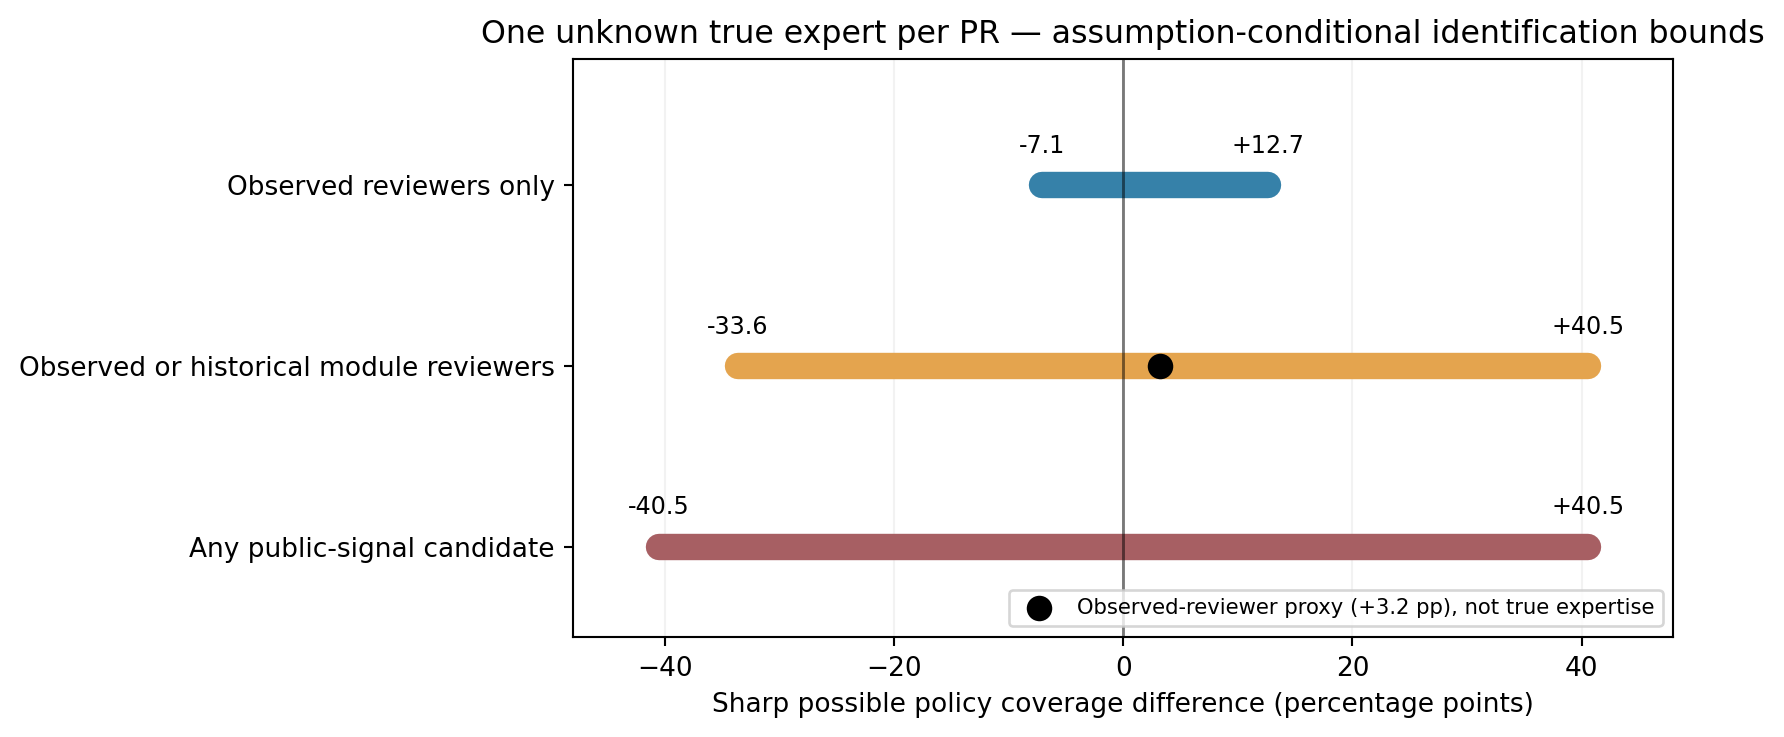 One unknown true expert per PR — assumption-conditional identification bounds
-7.1
+12.7
Observed reviewers only
-33.6
+40.5
Observed or historical module reviewers
-40.5
+40.5
Any public-signal candidate
Observed-reviewer proxy (+3.2 pp), not true expertise
−40
−20
0
20
40
Sharp possible policy coverage difference (percentage points)